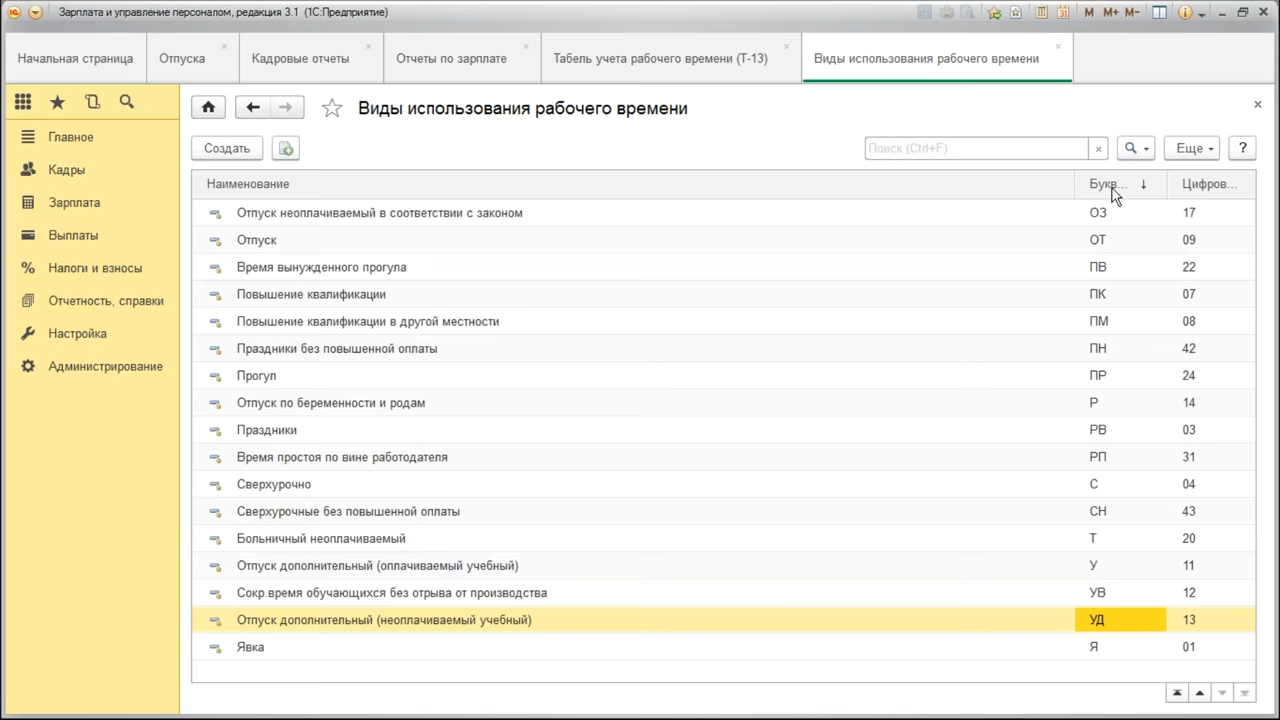 Зарплата и управление персоналом, редакция 3.1 (1С:Предприятие)
M M+ M-
Начальная страница
Отпуска
Кадровые отчеты
Отчеты по зарплате
Табель учета рабочего времени (Т-13)
Виды использования рабочего времени
Главное
Кадры
Зарплата
Выплаты
Налоги и взносы
Отчетность, справки
Настройка
Администрирование
Виды использования рабочего времени
Создать
Поиск (Ctrl+F)
Еще
?
Наименование Букв... Цифров...
Отпуск неоплачиваемый в соответствии с законом ОЗ 17
Отпуск ОТ 09
Время вынужденного прогула ПВ 22
Повышение квалификации ПК 07
Повышение квалификации в другой местности ПМ 08
Праздники без повышенной оплаты ПН 42
Прогул ПР 24
Отпуск по беременности и родам Р 14
Праздники РВ 03
Время простоя по вине работодателя РП 31
Сверхурочно С 04
Сверхурочные без повышенной оплаты СН 43
Больничный неоплачиваемый Т 20
Отпуск дополнительный (оплачиваемый учебный) У 11
Сокр.время обучающихся без отрыва от производства УВ 12
Отпуск дополнительный (неоплачиваемый учебный) УД 13
Явка Я 01